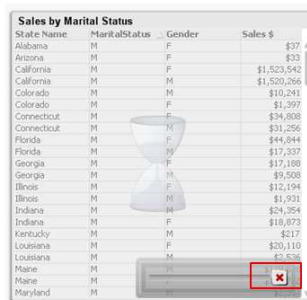 Sales by Marital Status
State Name MaritalStatus Gender Sales $
Alabama M F $37
Arizona M F $33
California M F $1,523,542
California M M $1,520,266
Colorado M M $10,241
Colorado M F $1,397
Connecticut M F $34,808
Connecticut M M $31,256
Florida M F $44,844
Florida M M $17,337
Georgia M F $17,188
Georgia M M $9,508
Illinois M F $12,194
Illinois M M $1,931
Indiana M F $24,354
Indiana M M $18,873
Kentucky M M $217
Louisiana M F $20,110
Louisiana M M $2,536
Maine M
Maine M
Maryland M